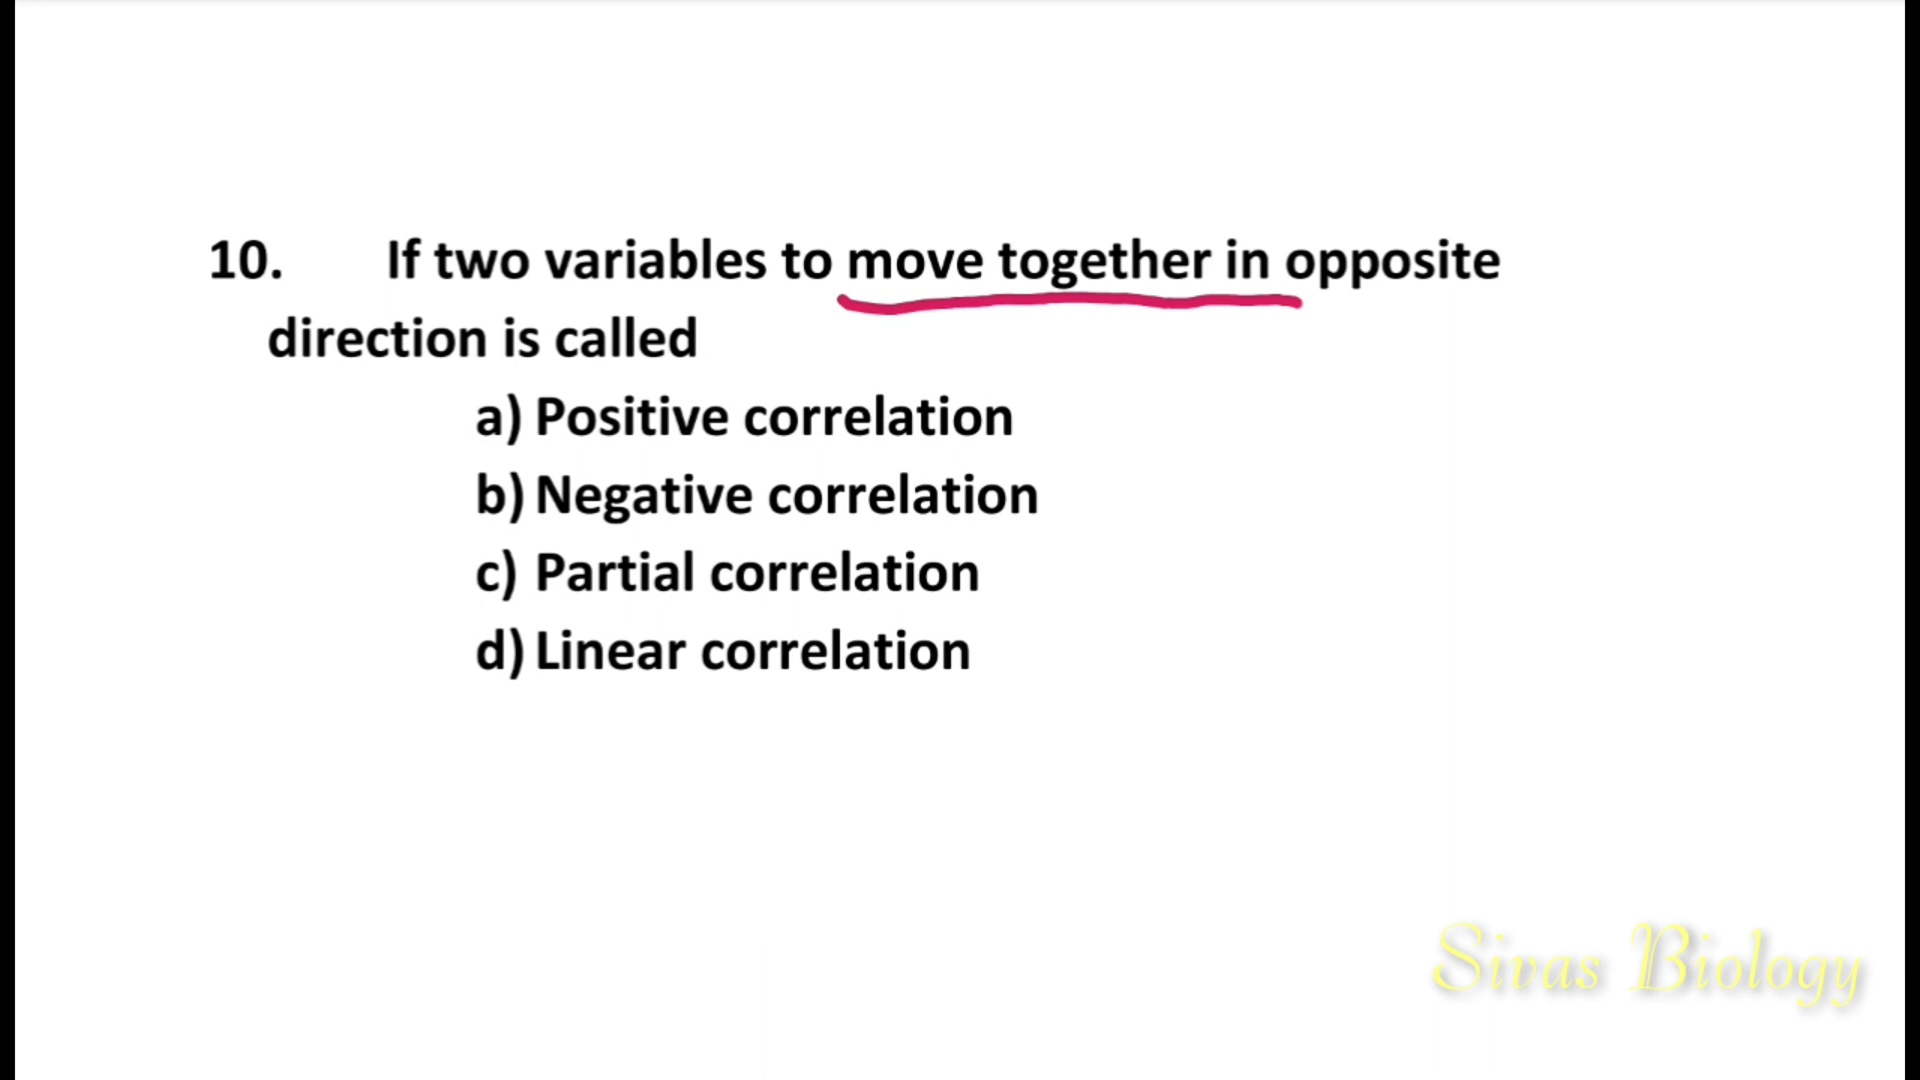 10. If two variables to move together in opposite
direction is called
a) Positive correlation
b) Negative correlation
c) Partial correlation
d) Linear correlation
Sivas Biology